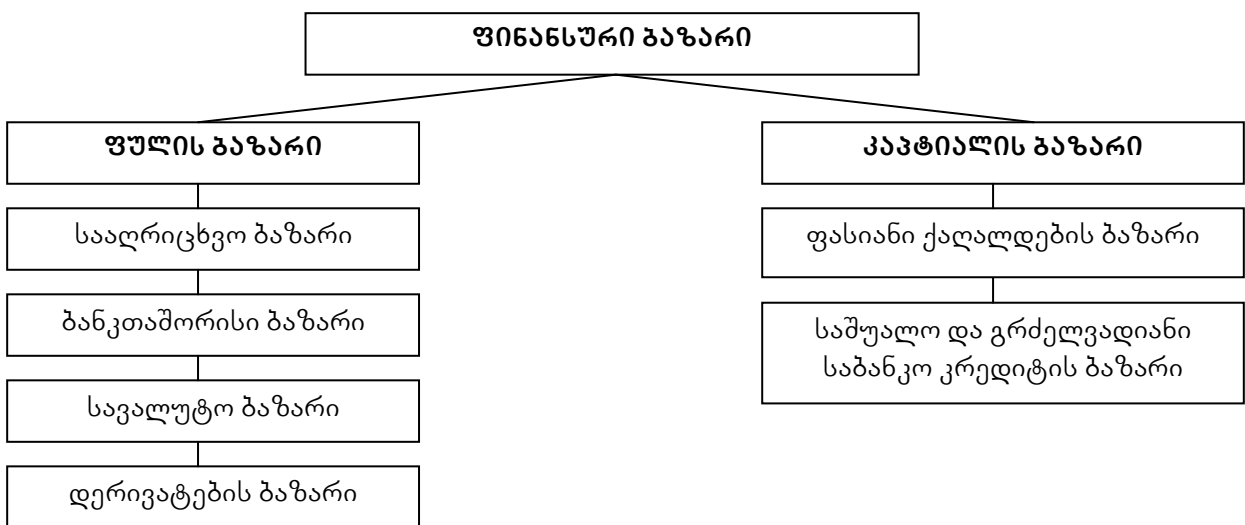 ფინანსური ბაზარი
ფულის ბაზარი
სააღრიცხვო ბაზარი
ბანკთაშორისი ბაზარი
სავალუტო ბაზარი
დერივატების ბაზარი
კაპტიალის ბაზარი
ფასიანი ქაღალდების ბაზარი
საშუალო და გრძელვადიანი
საბანკო კრედიტის ბაზარი